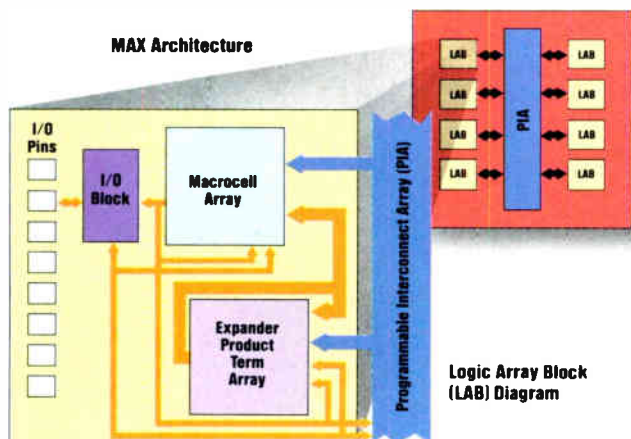 MAX Architecture
LAB
LAB
LAB
LAB
PIA
LAB
LAB
LAB
LAB
I/O
Pins
I/O
Block
Macrocell
Array
Expander
Product
Term
Array
Programmable Interconnect Array (PIA)
Logic Array Block
(LAB) Diagram